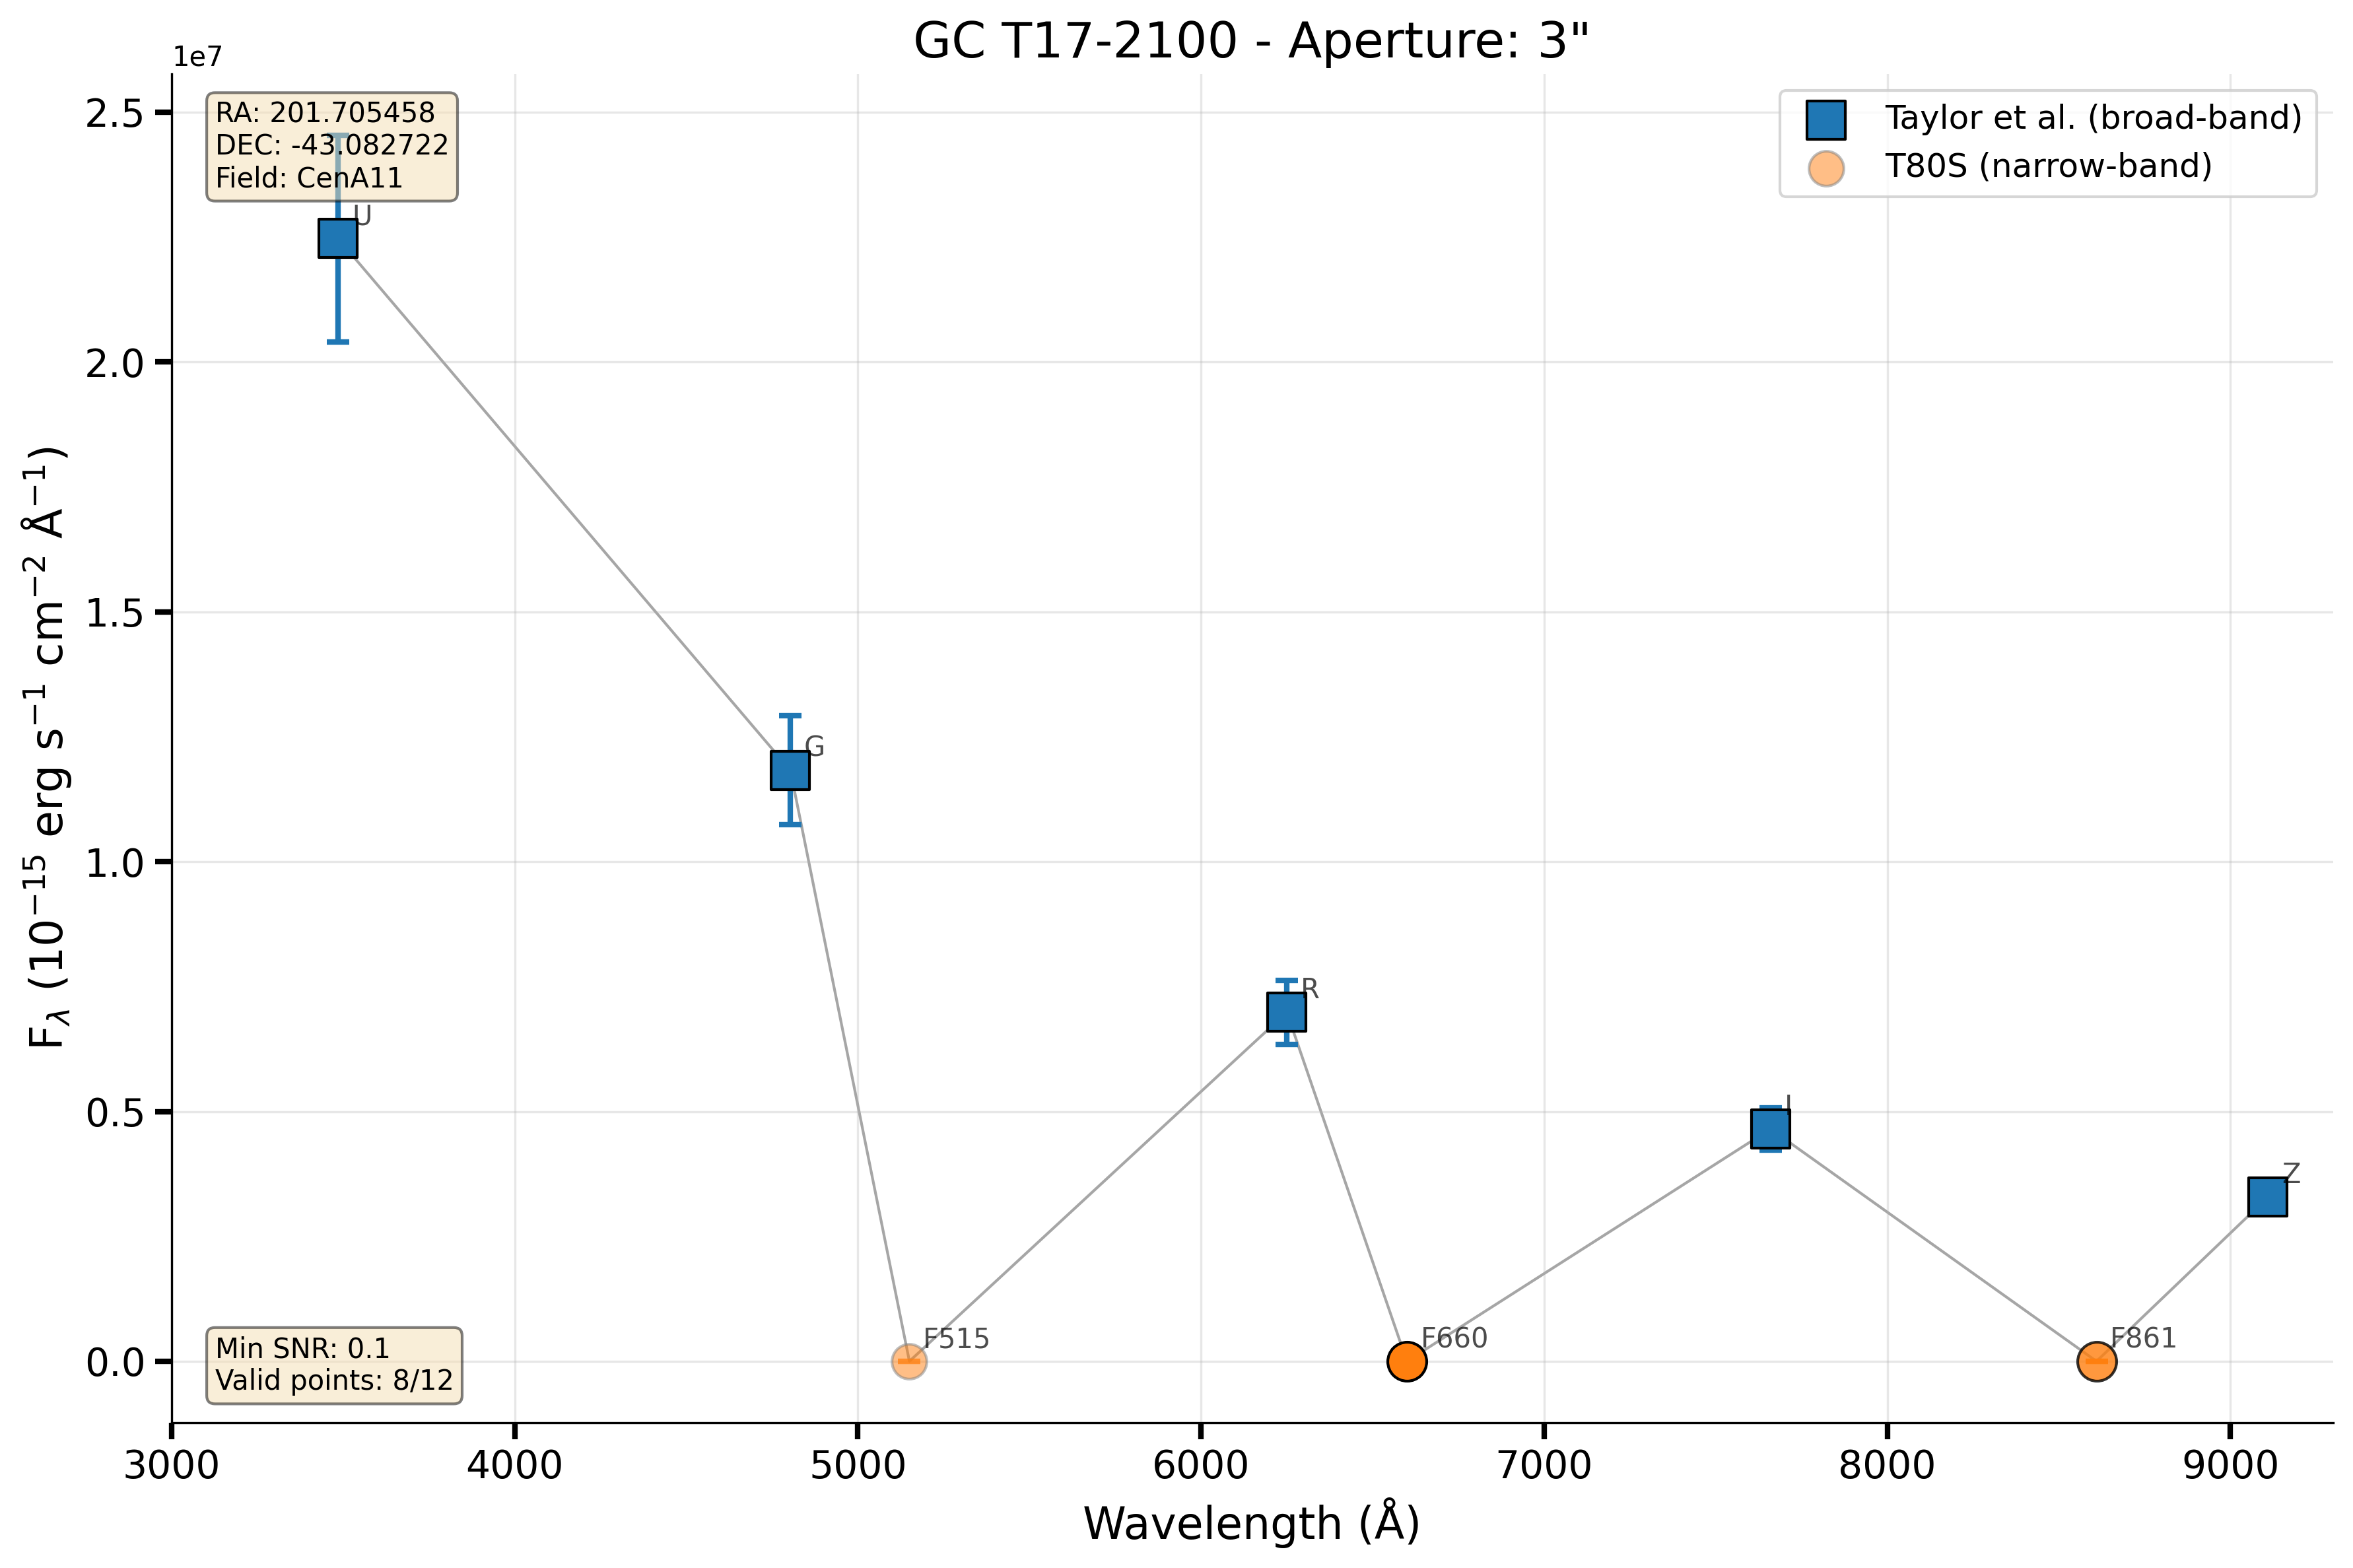 GC T17-2100 - Aperture: 3"
1e7
RA: 201.705458
DEC: -43.082722
Field: CenA11
Taylor et al. (broad-band)
T80S (narrow-band)
2.5
2.0
1.5
1.0
0.5
0.0
F_λ (10⁻¹⁵ erg s⁻¹ cm⁻² Å⁻¹)
U
G
F515
R
F660
I
F861
Z
Min SNR: 0.1
Valid points: 8/12
3000 4000 5000 6000 7000 8000 9000
Wavelength (Å)